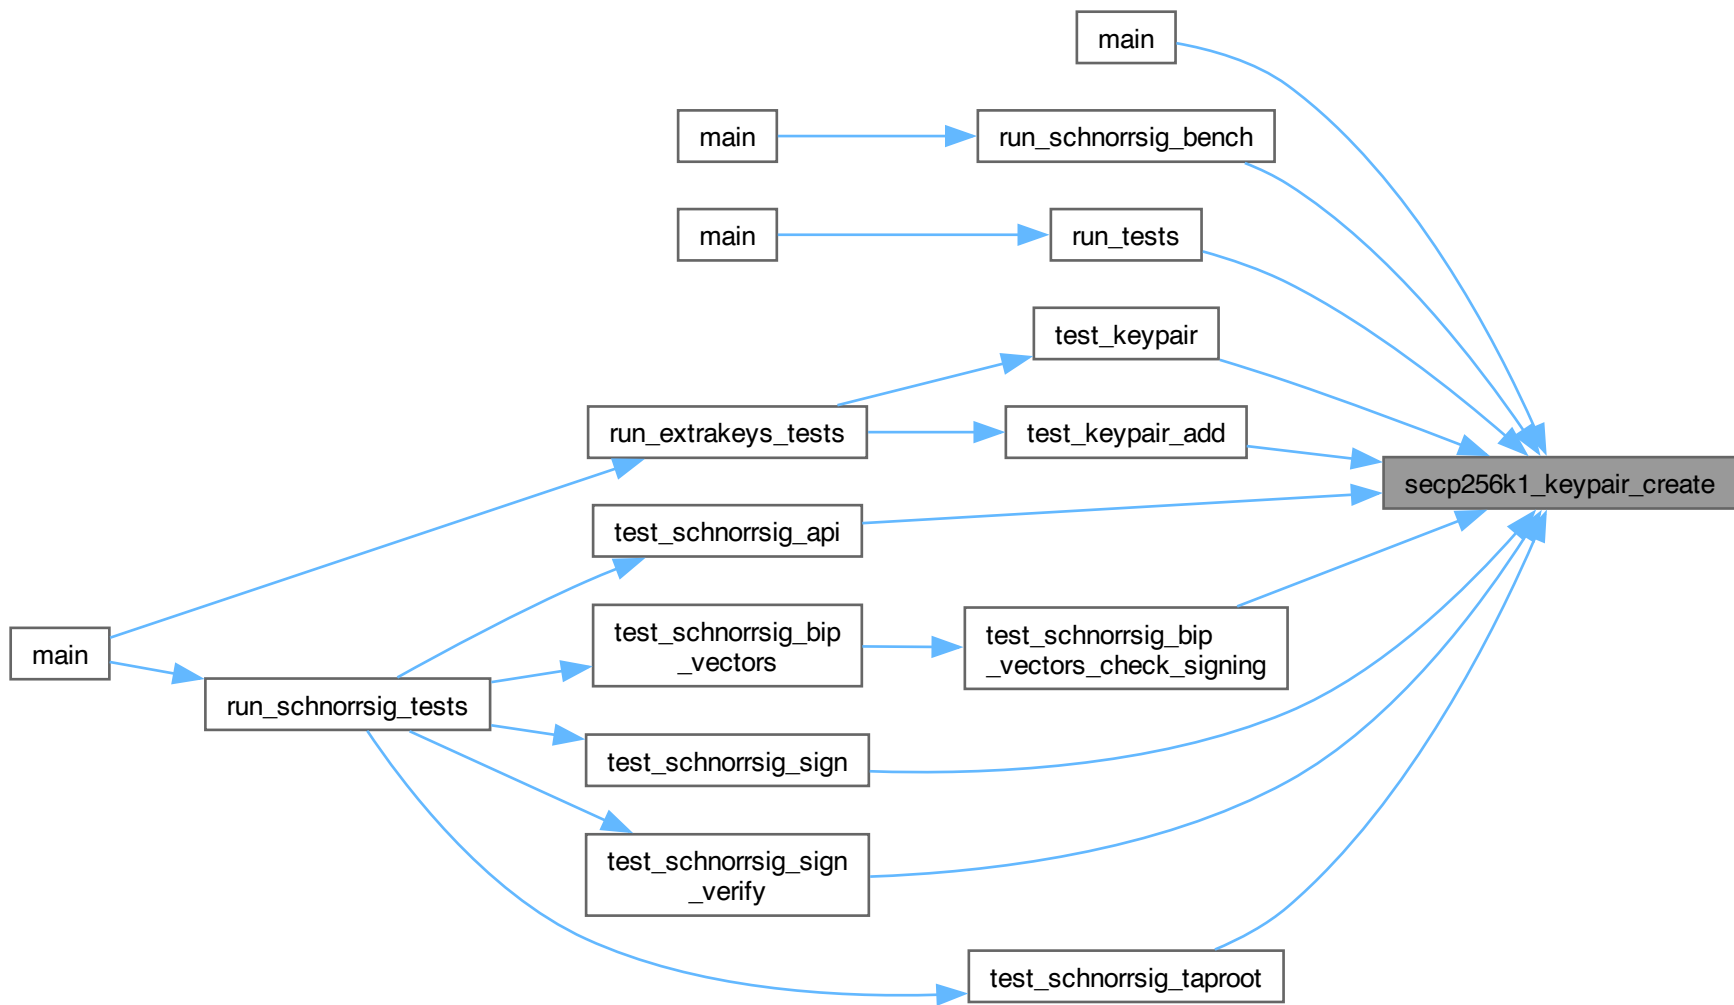 main
main
run_schnorrsig_bench
main
run_tests
test_keypair
run_extrakeys_tests
test_keypair_add
secp256k1_keypair_create
test_schnorrsig_api
main
test_schnorrsig_bip
_vectors
test_schnorrsig_bip
_vectors_check_signing
run_schnorrsig_tests
test_schnorrsig_sign
test_schnorrsig_sign
_verify
test_schnorrsig_taproot